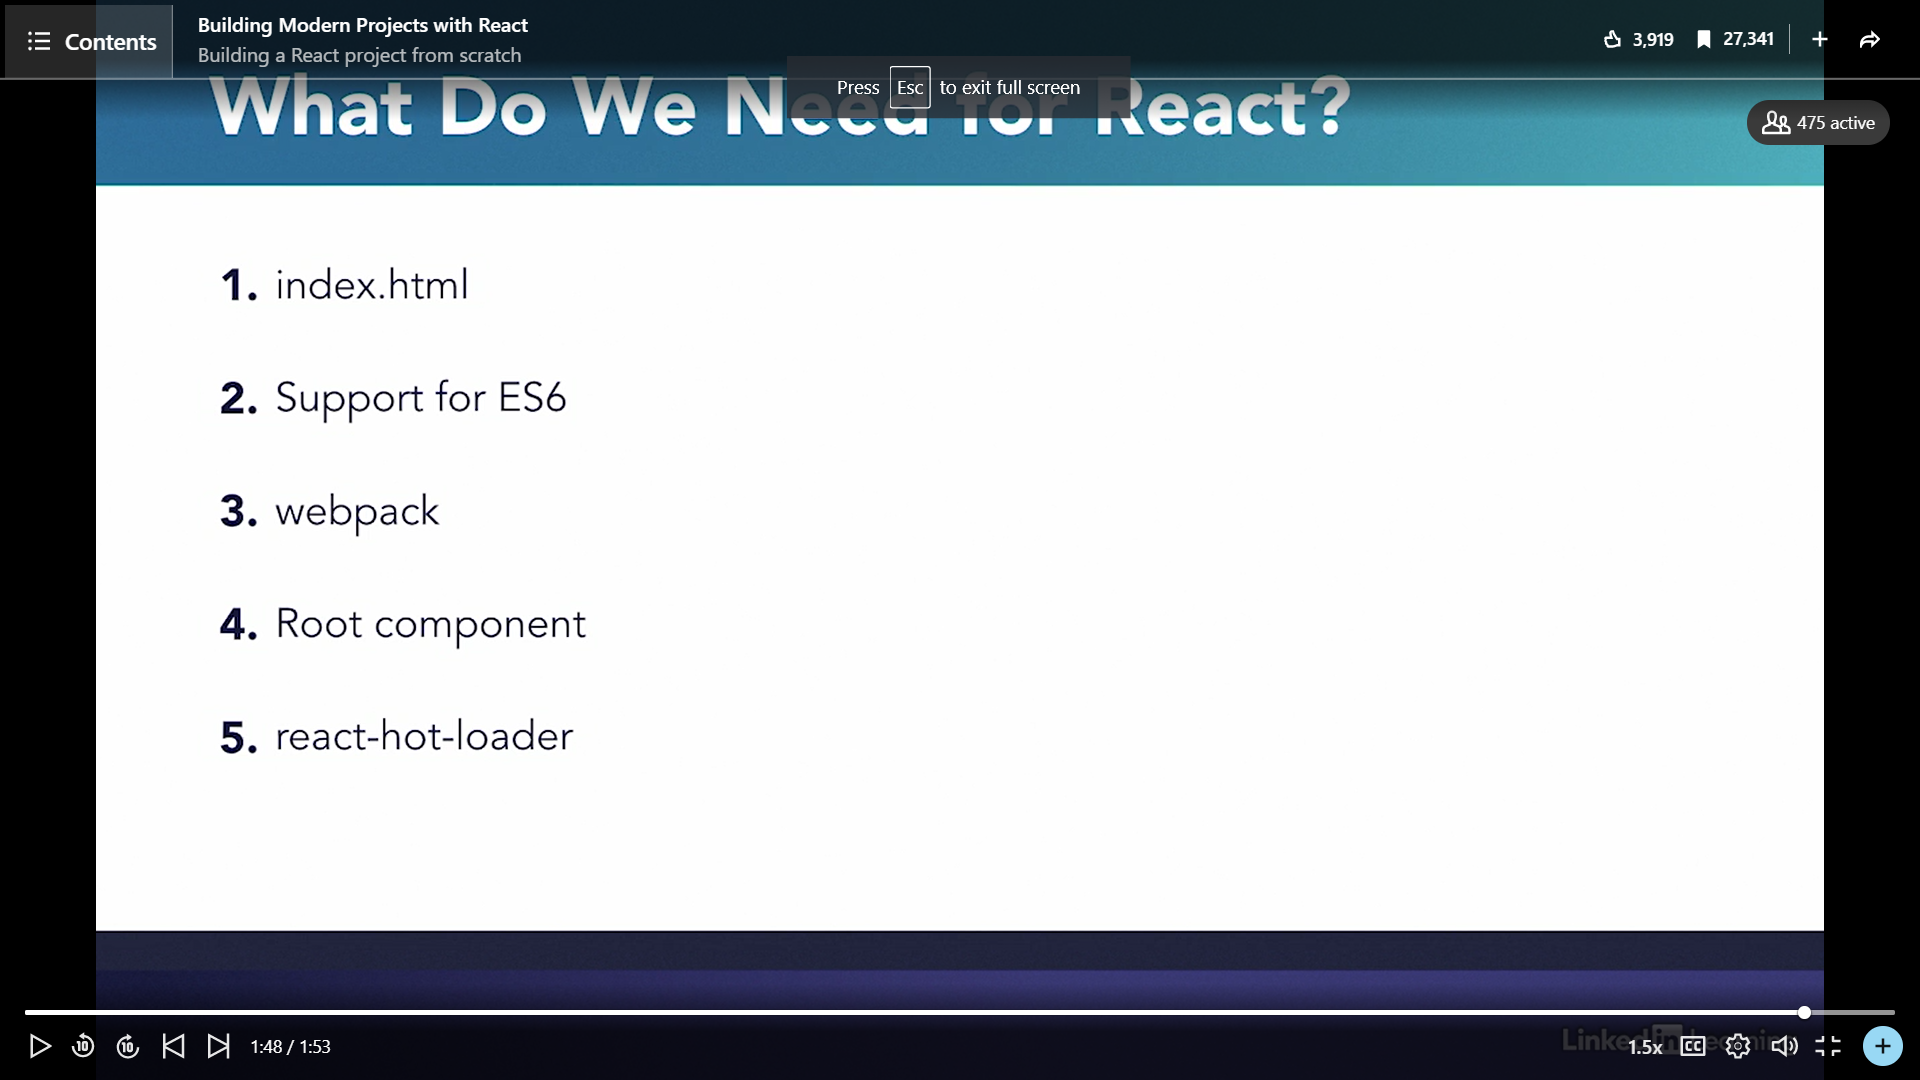 Contents
Building Modern Projects with React
Building a React project from scratch
3,919
27,341
Press Esc to exit full screen
What Do We Need for React?
475 active
1. index.html
2. Support for ES6
3. webpack
4. Root component
5. react-hot-loader
10
10
1:48 / 1:53
LinkedIn Learning
1.5x
CC